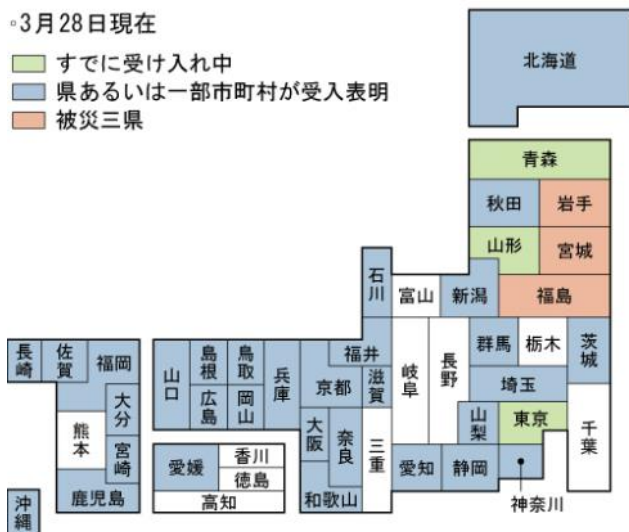 ◦3月28日現在
すでに受け入れ中
県あるいは一部市町村が受入表明
被災三県
北海道
青森
秋田
岩手
山形
宮城
石川
富山
新潟
福島
長崎
佐賀
福岡
山口
島根
鳥取
兵庫
福井
京都
滋賀
岐阜
長野
群馬
栃木
茨城
広島
岡山
埼玉
大分
熊本
宮崎
大阪
奈良
三重
山梨
東京
千葉
愛媛
香川
徳島
高知
愛知
静岡
神奈川
和歌山
鹿児島
沖縄